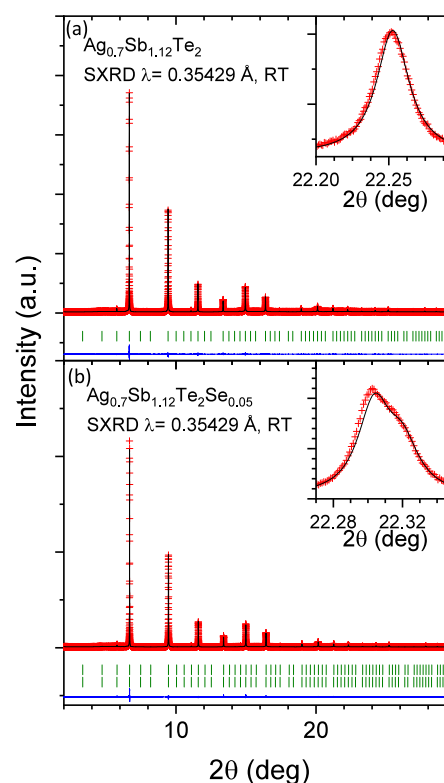 (a)
Ag0.7Sb1.12Te2
SXRD λ= 0.35429 Å, RT
22.20 22.25
2θ (deg)
Intensity (a.u.)
(b)
Ag0.7Sb1.12Te2Se0.05
SXRD λ= 0.35429 Å, RT
22.28 22.32
2θ (deg)
10 20
2θ (deg)